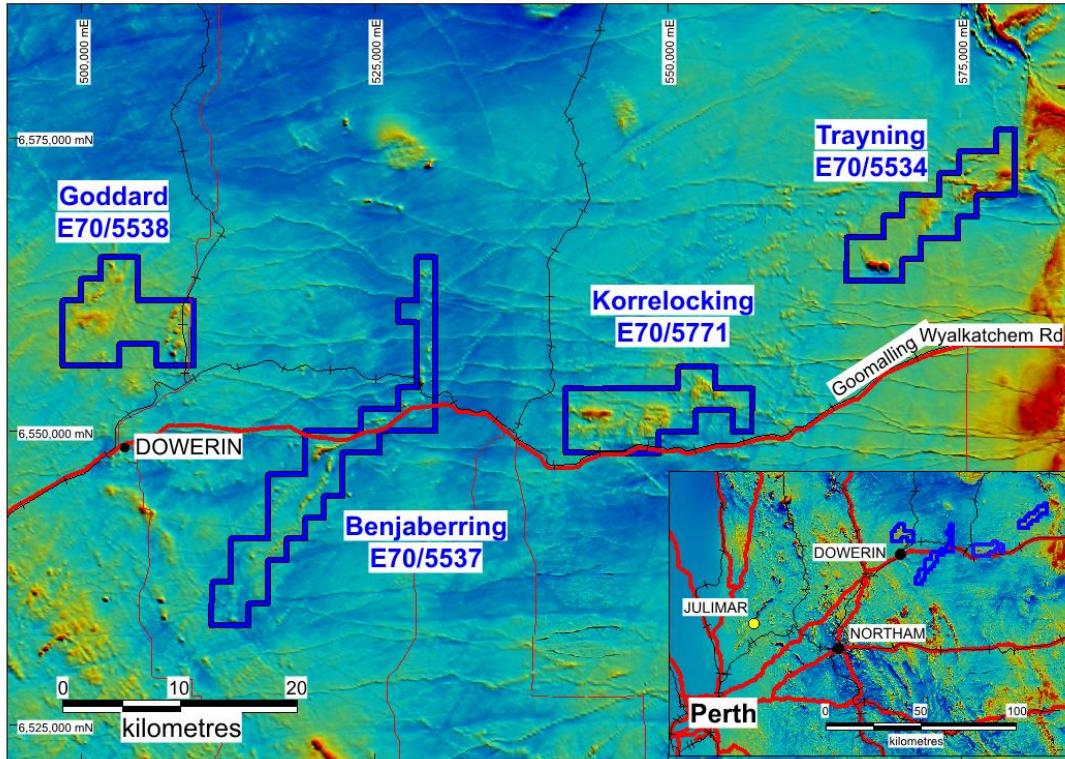 500,000 mE
525,000 mE
550,000 mE
575,000 mE
6,575,000 mN
Trayning
E70/5534
Goddard
E70/5538
Korrelocking
E70/5771
Goomalling Wyalkatchem Rd
6,550,000 mN
DOWERIN
Benjaberring
E70/5537
0 10 20
kilometres
6,525,000 mN
DOWERIN
JULIMAR
NORTHAM
Perth
0 50 100
kilometres